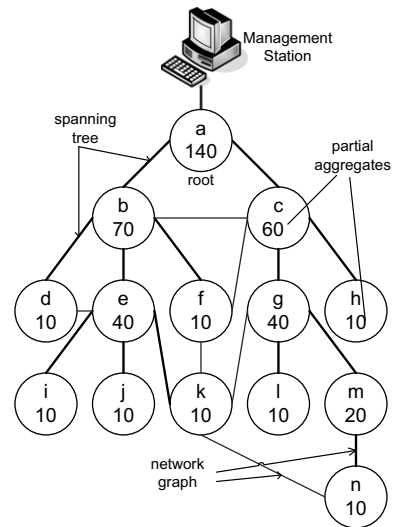 Management
Station
spanning
tree
a
140
root
partial
aggregates
b
70
c
60
d
10
e
40
f
10
g
40
h
10
i
10
j
10
k
10
l
10
m
20
network
graph
n
10